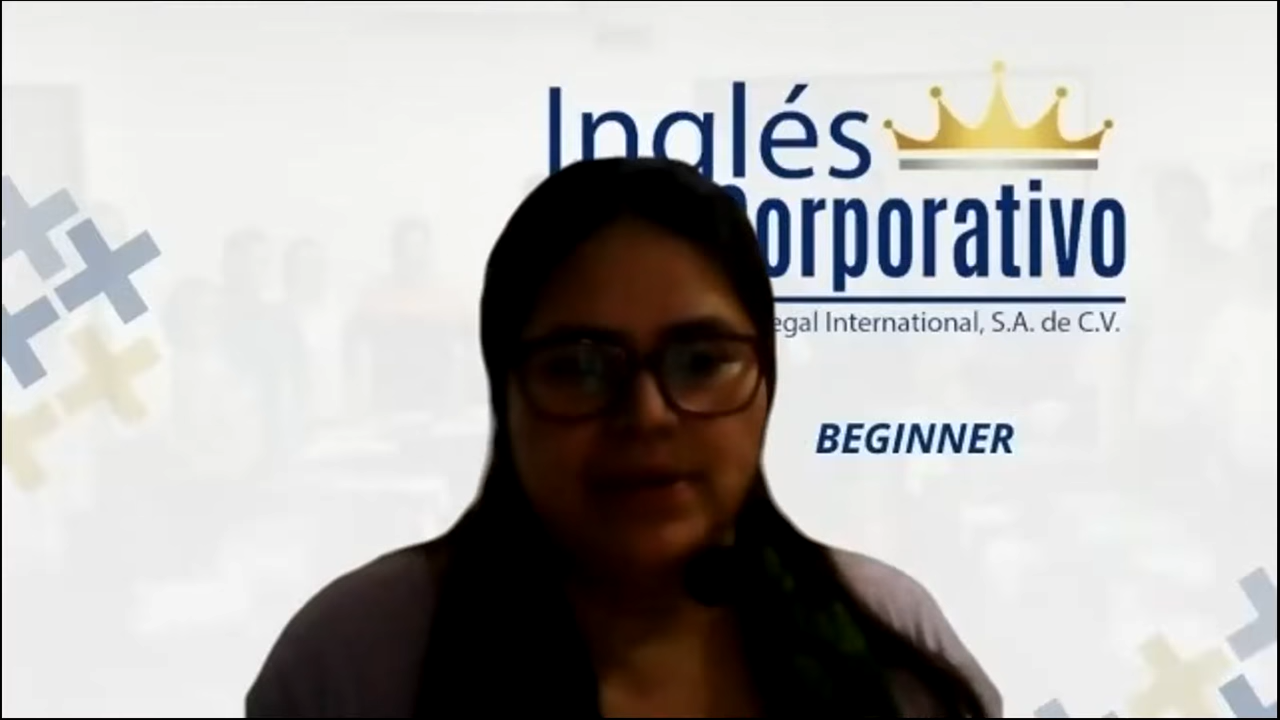 Inglés
orporativo
egal International, S.A. de C.V.
BEGINNER